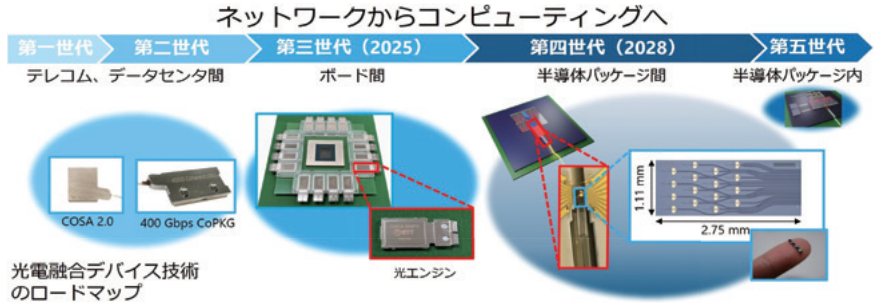 ネットワークからコンピューティングへ
第一世代
第二世代
第三世代（2025）
第四世代（2028）
第五世代
テレコム、データセンタ間
ボード間
半導体パッケージ間
半導体パッケージ内
COSA 2.0
400 Gbps CoPKG
光エンジン
1.11 mm
2.75 mm
光電融合デバイス技術
のロードマップ